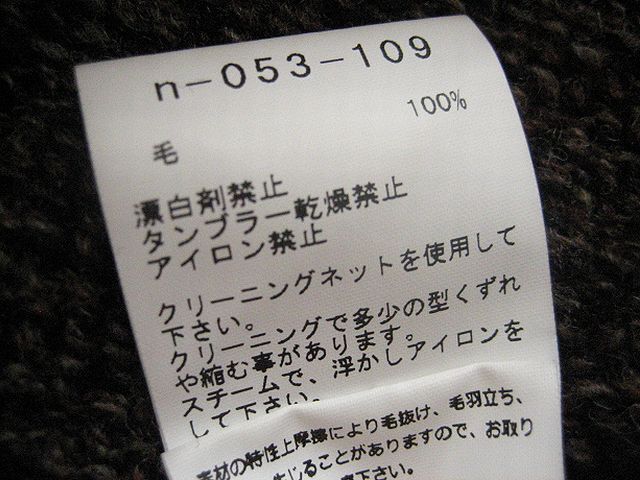 n-053-109
毛 100%
漂白剤禁止
タンブラー乾燥禁止
アイロン禁止
クリーニングネットを使用して
下さい。
クリーニングで多少の型くずれ
や縮む事があります。
スチームで、浮かしアイロンを
して下さい。
素材の特性上摩擦により毛抜け、毛羽立ち、
生じることがありますので、お取り
下さい。